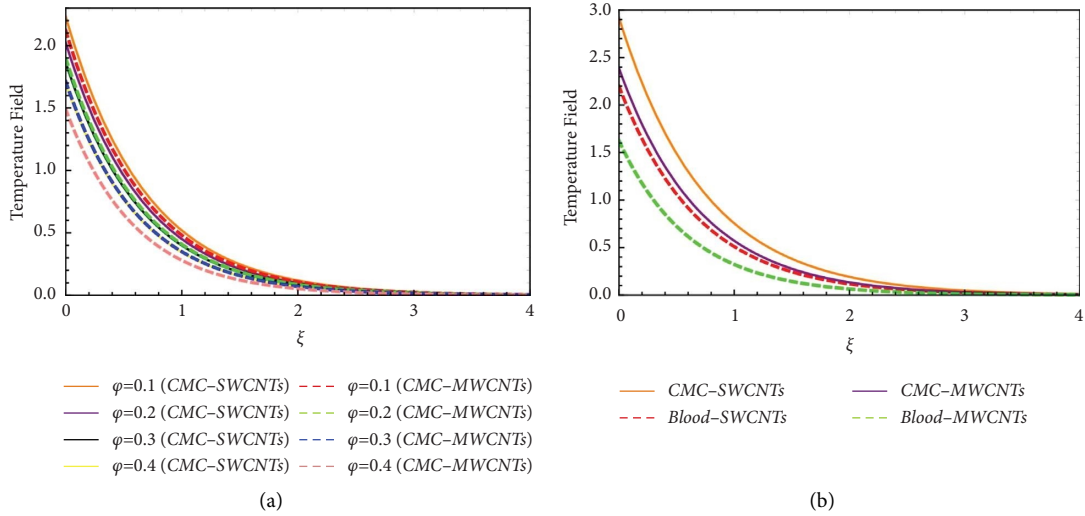 2.0
1.5
1.0
0.5
0.0
Temperature Field
0 1 2 3 4
ξ
φ=0.1 (CMC–SWCNTs) φ=0.1 (CMC–MWCNTs)
φ=0.2 (CMC–SWCNTs) φ=0.2 (CMC–MWCNTs)
φ=0.3 (CMC–SWCNTs) φ=0.3 (CMC–MWCNTs)
φ=0.4 (CMC–SWCNTs) φ=0.4 (CMC–MWCNTs)
(a)
3.0
2.5
2.0
1.5
1.0
0.5
0.0
Temperature Field
0 1 2 3 4
ξ
CMC–SWCNTs CMC–MWCNTs
Blood–SWCNTs Blood–MWCNTs
(b)